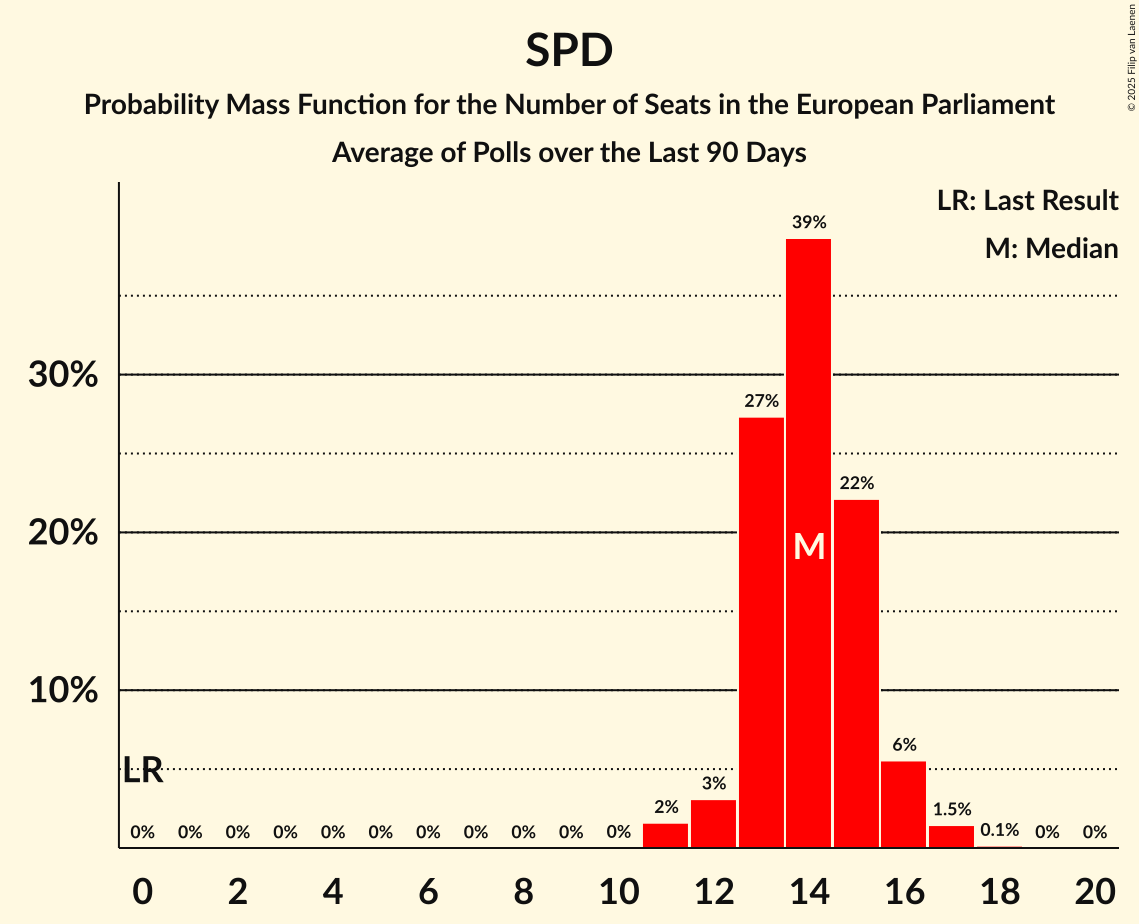 SPD
Probability Mass Function for the Number of Seats in the European Parliament
Average of Polls over the Last 90 Days
© 2025 Filip van Laenen
LR: Last Result
M: Median
39%
30%
27%
22%
20%
M
10%
LR
6%
3%
2%
1.5%
0.1%
0% 0% 0% 0% 0% 0% 0% 0% 0% 0% 0% 0% 0%
0 2 4 6 8 10 12 14 16 18 20